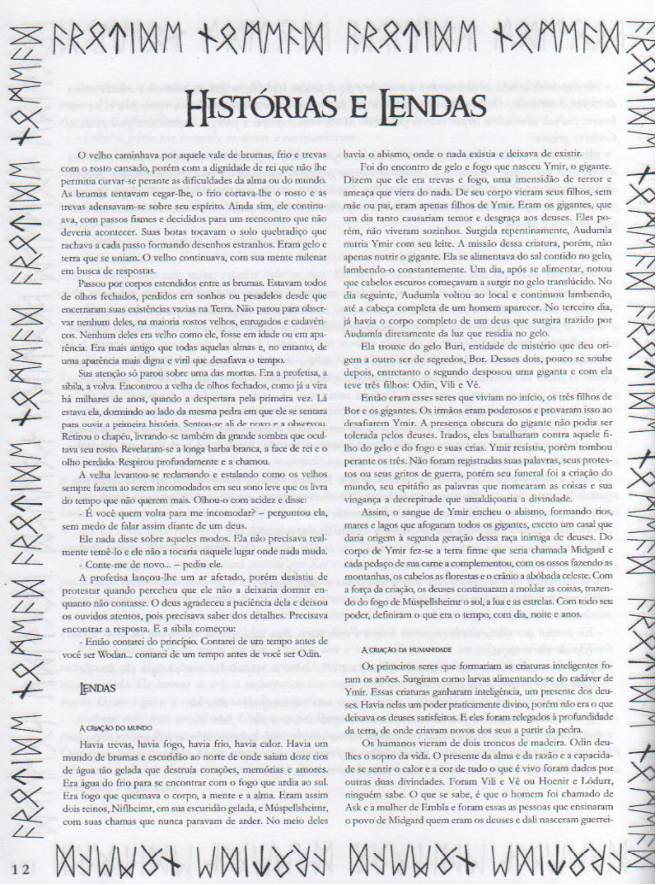 HISTÓRIAS E LENDAS
O velho caminhava por aquele vale de brumas, frio e trevas
com o rosto cansado, porém com a dignidade de rei que não lhe
permitia curvar-se perante as dificuldades da alma ou do mundo.
As brumas tentavam cegar-lhe, o frio cortava-lhe o rosto e as
trevas adensavam-se sobre seu espírito. Ainda sim, ele continu-
ava, com passos firmes e decididos para um reencontro que não
deveria acontecer. Suas botas tocavam o solo quebradiço que
rachava a cada passo formando desenhos estranhos. Eram gelo e
terra que se uniam. O velho continuava, com sua mente milenar
em busca de respostas.
Passou por corpos estendidos entre as brumas. Estavam todos
de olhos fechados, perdidos em sonhos ou pesadelos desde que
encerraram suas existências vazias na Terra. Não parou para obser-
var nenhum deles, na maioria rostos velhos, enrugados e cadavéri-
cos. Nenhum deles era velho como ele, fosse em idade ou em apa-
rência. Era mais antigo que todas aquelas almas e, no entanto, de
uma aparência mais digna e viril que desafiava o tempo.
Sua atenção só parou sobre uma das mortas. Era a profetisa, a
sibila, a volva. Encontrou a velha de olhos fechados, como já a vira
há milhares de anos, quando a despertara pela primeira vez. Lá
estava ela, dormindo ao lado da mesma pedra em que ele se sentara
para ouvir a primeira história. Sentou-se ali de novo e a observou.
Retirou o chapéu, livrando-se também da grande sombra que ocul-
tava seu rosto. Revelaram-se a longa barba branca, a face de rei e o
olho perdido. Respirou profundamente e a chamou.
A velha levantou-se reclamando e estalando como os velhos
sempre fazem ao serem incomodados em seu sono leve que os livra
do tempo que não querem mais. Olhou-o com acidez e disse:
- É você quem volta para me incomodar? – perguntou ela,
sem medo de falar assim diante de um deus.
Ele nada disse sobre aqueles modos. Ela não precisava real-
mente temê-lo e ele não a tocaria naquele lugar onde nada muda.
- Conte-me de novo... – pediu ele.
A profetisa lançou-lhe um ar afetado, porém desistiu de
protestar quando percebeu que ele não a deixaria dormir en-
quanto não contasse. O deus agradeceu a paciência dela e deixou
os ouvidos atentos, pois precisava saber dos detalhes. Precisava
encontrar a resposta. E a sibila começou:
- Então contarei do princípio. Contarei de um tempo antes de
você ser Wodan... contarei de um tempo antes de você ser Odin.
LENDAS
A CRIAÇÃO DO MUNDO
Havia trevas, havia fogo, havia frio, havia calor. Havia um
mundo de brumas e escuridão ao norte de onde saiam doze rios
de água tão gelada que destruía corações, memórias e amores.
Era água do frio para se encontrar com o fogo que ardia ao sul.
Era fogo que queimava o corpo, a mente e a alma. Eram assim
dois reinos, Niflheimr, em sua escuridão gelada, e Múspellsheimr,
com suas chamas que nunca paravam de arder. No meio deles
havia o abismo, onde o nada existia e deixava de existir.
Foi do encontro de gelo e fogo que nasceu Ymir, o gigante.
Dizem que ele era trevas e fogo, uma imensidão de terror e
ameaça que viera do nada. De seu corpo vieram seus filhos, sem
mãe ou pai, eram apenas filhos de Ymir. Eram os gigantes, que
um dia tanto causariam temor e desgraça aos deuses. Eles po-
rém, não viveram sozinhos. Surgida repentinamente, Audumla
nutria Ymir com seu leite. A missão dessa criatura, porém, não
apenas nutrir o gigante. Ela se alimentava do sal contido no gelo,
lambendo-o constantemente. Um dia, após se alimentar, notou
que cabelos escuros começavam a surgir no gelo translúcido. No
dia seguinte, Audumla voltou ao local e continuou lambendo,
até a cabeça completa de um homem aparecer. No terceiro dia,
já havia o corpo completo de um deus que surgira trazido por
Audumla diretamente da luz que residia no gelo.
Ela trouxe do gelo Buri, entidade de mistério que deu ori-
gem a outro ser de segredos, Bor. Desses dois, pouco se soube
depois, entretanto o segundo desposou uma giganta e com ela
teve três filhos: Odin, Vili e Vé.
Então eram esses seres que viviam no início, os três filhos de
Bor e os gigantes. Os irmãos eram poderosos e provaram isso ao
desafiarem Ymir. A presença obscura do gigante não podia ser
tolerada pelos deuses. Irados, eles batalharam contra aquele fi-
lho do gelo e do fogo e suas crias. Ymir resistiu, porém tombou
perante os três. Não foram registradas suas palavras, seus protes-
tos ou seus gritos de guerra, porém seu funeral foi a criação do
mundo, seu epitáfio as palavras que nomearam as coisas e sua
vingança a decrepitude que amaldiçoaria a divindade.
Assim, o sangue de Ymir encheu o abismo, formando rios,
mares e lagos que afogaram todos os gigantes, exceto um casal que
daria origem à segunda geração dessa raça inimiga de deuses. Do
corpo de Ymir fez-se a terra firme que seria chamada Midgard e
cada pedaço de sua carne a complementou, com os ossos fazendo as
montanhas, os cabelos as florestas e o crânio a abóbada celeste. Com
a força da criação, os deuses continuaram a moldar as coisas, trazen-
do do fogo de Múspellsheimr o sol, a lua e as estrelas. Com todo seu
poder, definiram o que era o tempo, com dia, noite e anos.
A CRIAÇÃO DA HUMANIDADE
Os primeiros seres que formariam as criaturas inteligentes fo-
ram os anões. Surgiram como larvas alimentando-se do cadáver de
Ymir. Essas criaturas ganharam inteligência, um presente dos deu-
ses. Havia nelas um poder praticamente divino, porém não era o que
deixava os deuses satisfeitos. E eles foram relegados à profundidade
da terra, de onde criavam novos dos seus a partir da pedra.
Os humanos vieram de dois troncos de madeira. Odin deu-
lhes o sopro da vida. O presente da alma e da razão e a capacida-
de se sentir o calor e a cor de tudo o que é vivo foram dados por
outras duas divindades. Foram Vili e Vé ou Hoenir e Lódurr,
ninguém sabe. O que se sabe, é que o homem foi chamado de
Ask e a mulher de Embla e foram essas as pessoas que ensinaram
o povo de Midgard quem eram os deuses e dali nasceram guerrei-
12